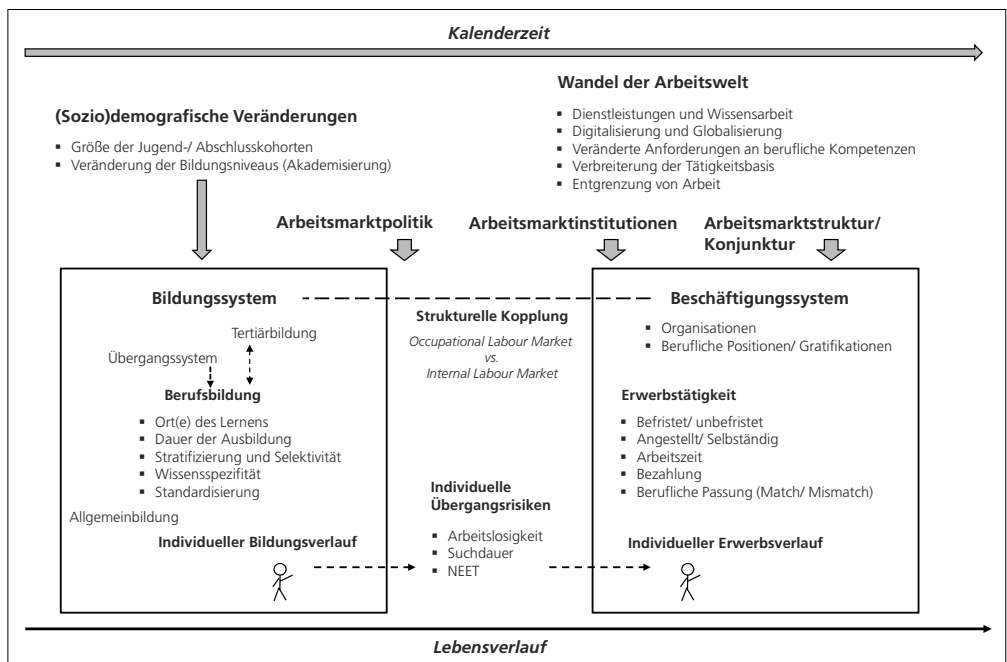 Kalenderzeit
Wandel der Arbeitswelt
▪ Dienstleistungen und Wissensarbeit
▪ Digitalisierung und Globalisierung
▪ Veränderte Anforderungen an berufliche Kompetenzen
▪ Verbreiterung der Tätigkeitsbasis
▪ Entgrenzung von Arbeit
(Sozio)demografische Veränderungen
▪ Größe der Jugend-/ Abschlusskohorten
▪ Veränderung der Bildungsniveaus (Akademisierung)
Arbeitsmarktpolitik
Arbeitsmarktinstitutionen
Arbeitsmarktstruktur/
Konjunktur
Bildungssystem
Tertiärbildung
Übergangssystem
Berufsbildung
▪ Ort(e) des Lernens
▪ Dauer der Ausbildung
▪ Stratifizierung und Selektivität
▪ Wissensspezifität
▪ Standardisierung
Allgemeinbildung
Individueller Bildungsverlauf
Strukturelle Kopplung
Occupational Labour Market
vs.
Internal Labour Market
Individuelle
Übergangsrisiken
▪ Arbeitslosigkeit
▪ Suchdauer
▪ NEET
Beschäftigungssystem
▪ Organisationen
▪ Berufliche Positionen/ Gratifikationen
Erwerbstätigkeit
▪ Befristet/ unbefristet
▪ Angestellt/ Selbständig
▪ Arbeitszeit
▪ Bezahlung
▪ Berufliche Passung (Match/ Mismatch)
Individueller Erwerbsverlauf
Lebensverlauf